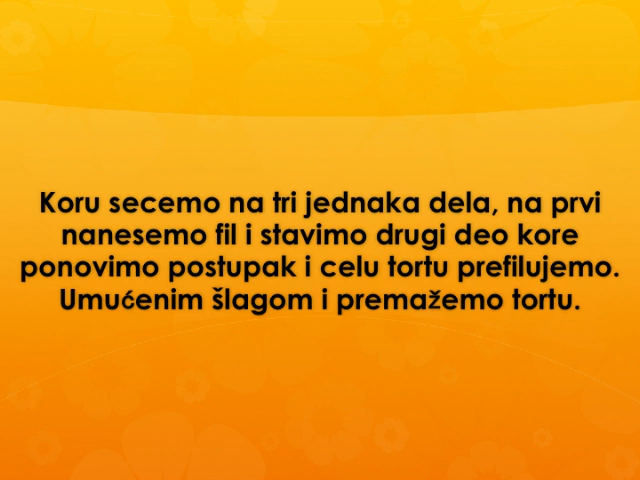 Koru secemo na tri jednaka dela, na prvi
nanesemo fil i stavimo drugi deo kore
ponovimo postupak i celu tortu prefilujemo.
Umućenim šlagom i premažemo tortu.